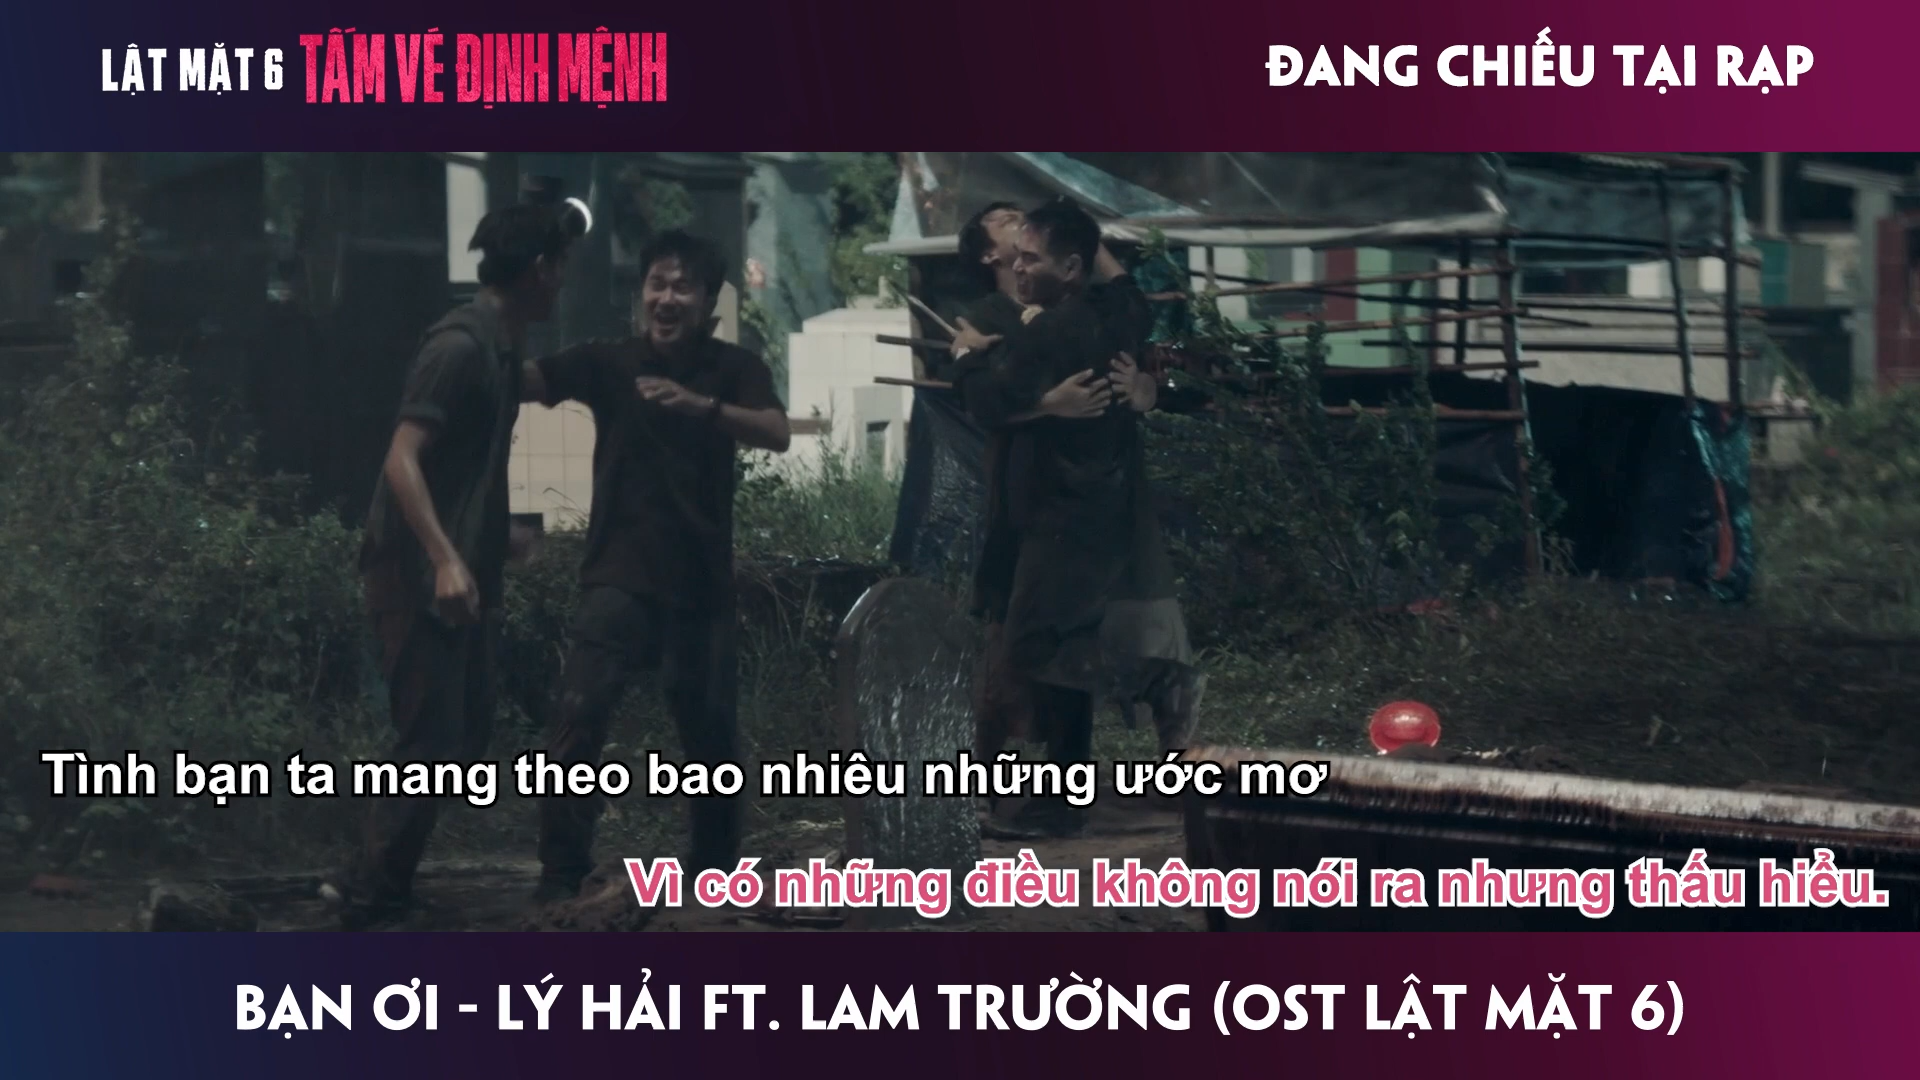 LẬT MẶT 6 TẤM VÉ ĐỊNH MỆNH
ĐANG CHIẾU TẠI RẠP
Tình bạn ta mang theo bao nhiêu những ước mơ
Vì có những điều không nói ra nhưng thấu hiểu.
BẠN ƠI - LÝ HẢI FT. LAM TRƯỜNG (OST LẬT MẶT 6)